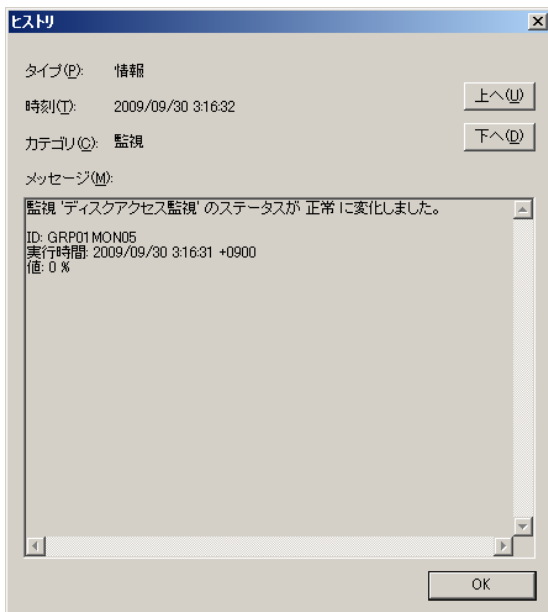 ヒストリ
タイプ(P): 情報
上へ(U)
時刻(T): 2009/09/30 3:16:32
下へ(D)
カテゴリ(C): 監視
メッセージ(M):
監視 'ディスクアクセス監視' のステータスが 正常 に変化しました。
ID: GRP01MON05
実行時間: 2009/09/30 3:16:31 +0900
値: 0 %
OK